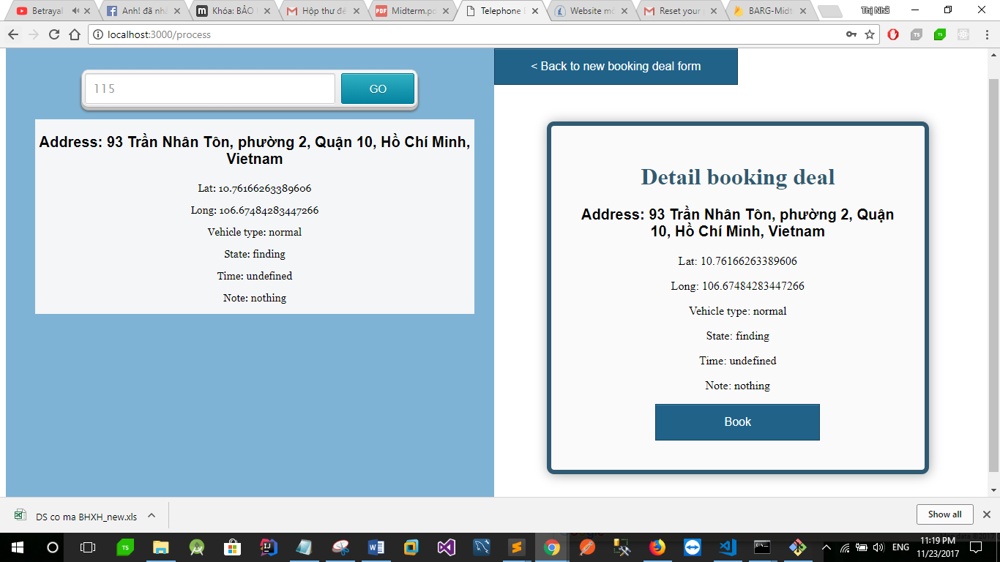 Betrayal
Anh! đã nhậ
Khóa: BẢO
Hộp thư đế
Midterm.pd
Telephone
Website mô
Reset your
BARG-Midt
Thị Nhã
localhost:3000/process
115
GO
Address: 93 Trần Nhân Tôn, phường 2, Quận 10, Hồ Chí Minh,
Vietnam
Lat: 10.76166263389606
Long: 106.67484283447266
Vehicle type: normal
State: finding
Time: undefined
Note: nothing
< Back to new booking deal form
Detail booking deal
Address: 93 Trần Nhân Tôn, phường 2, Quận
10, Hồ Chí Minh, Vietnam
Lat: 10.76166263389606
Long: 106.67484283447266
Vehicle type: normal
State: finding
Time: undefined
Note: nothing
Book
DS co ma BHXH_new.xls
Show all
ENG
11:19 PM
11/23/2017